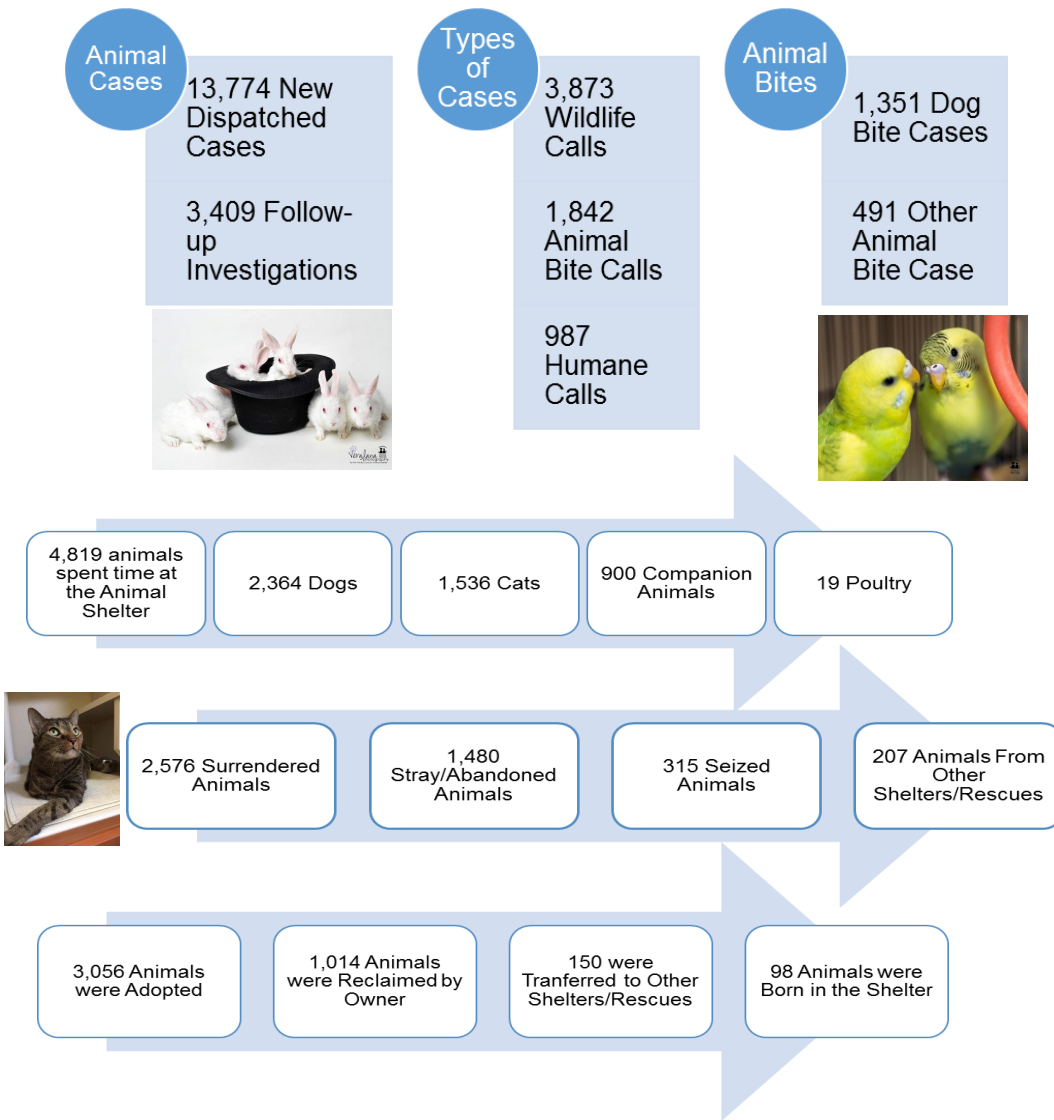 Animal
Cases
13,774 New
Dispatched
Cases
3,409 Follow-
up
Investigations
Types
of
Cases
3,873
Wildlife
Calls
1,842
Animal
Bite Calls
987
Humane
Calls
Animal
Bites
1,351 Dog
Bite Cases
491 Other
Animal
Bite Case
4,819 animals
spent time at
the Animal
Shelter
2,364 Dogs
1,536 Cats
900 Companion
Animals
19 Poultry
2,576 Surrendered
Animals
1,480
Stray/Abandoned
Animals
315 Seized
Animals
207 Animals From
Other
Shelters/Rescues
3,056 Animals
were Adopted
1,014 Animals
were Reclaimed by
Owner
150 were
Tranferred to Other
Shelters/Rescues
98 Animals were
Born in the Shelter